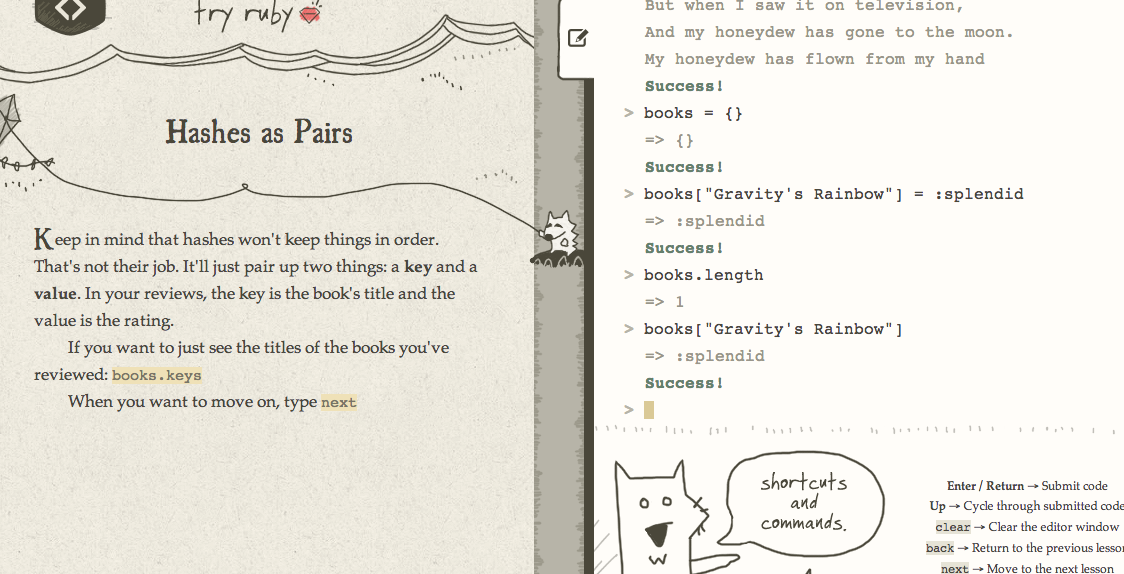 try ruby
Hashes as Pairs
Keep in mind that hashes won't keep things in order.
That's not their job. It'll just pair up two things: a key and a
value. In your reviews, the key is the book's title and the
value is the rating.
If you want to just see the titles of the books you've
reviewed: books.keys
When you want to move on, type next
But when I saw it on television,
And my honeydew has gone to the moon.
My honeydew has flown from my hand
Success!
> books = {}
=> {}
Success!
> books["Gravity's Rainbow"] = :splendid
=> :splendid
Success!
> books.length
=> 1
> books["Gravity's Rainbow"]
=> :splendid
Success!
>
shortcuts
and
commands.
Enter / Return → Submit code
Up → Cycle through submitted code
clear → Clear the editor window
back → Return to the previous lesson
next → Move to the next lesson